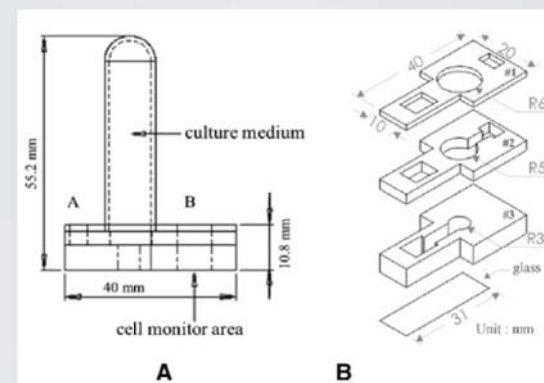 55.2 mm
culture medium
A
B
10.8 mm
40 mm
cell monitor area
A
40
20
#1
R6
10
#2
R5
#3
R3
glass
31
Unit : mm
B